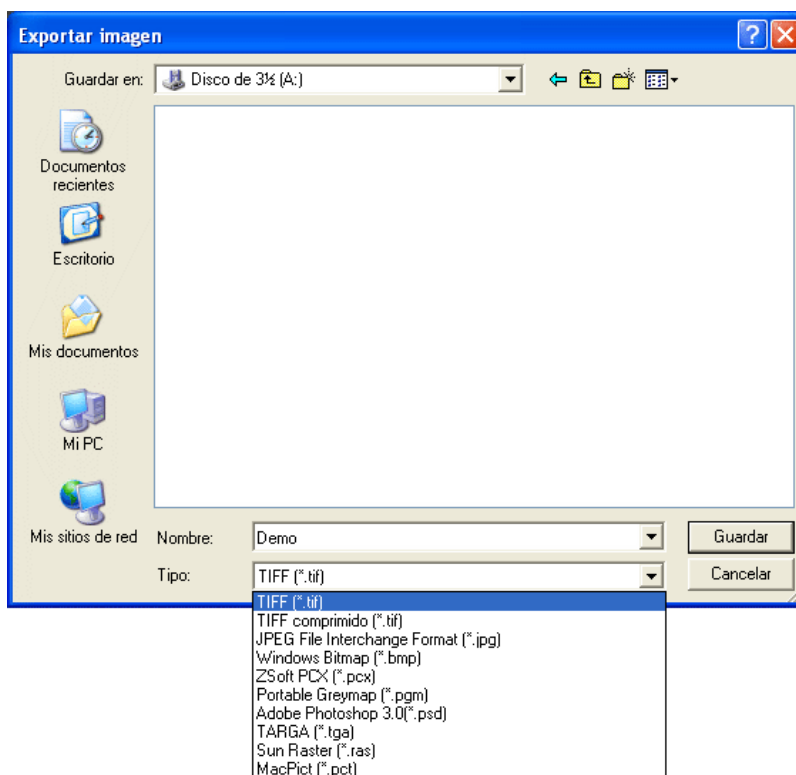 Exportar imagen
Guardar en:
Disco de 3½ (A:)
Documentos
recientes
Escritorio
Mis documentos
Mi PC
Mis sitios de red
Nombre:
Demo
Guardar
Tipo:
TIFF (*.tif)
Cancelar
TIFF (*.tif)
TIFF comprimido (*.tif)
JPEG File Interchange Format (*.jpg)
Windows Bitmap (*.bmp)
ZSoft PCX (*.pcx)
Portable Greymap (*.pgm)
Adobe Photoshop 3.0(*.psd)
TARGA (*.tga)
Sun Raster (*.ras)
MacPict (*.pct)